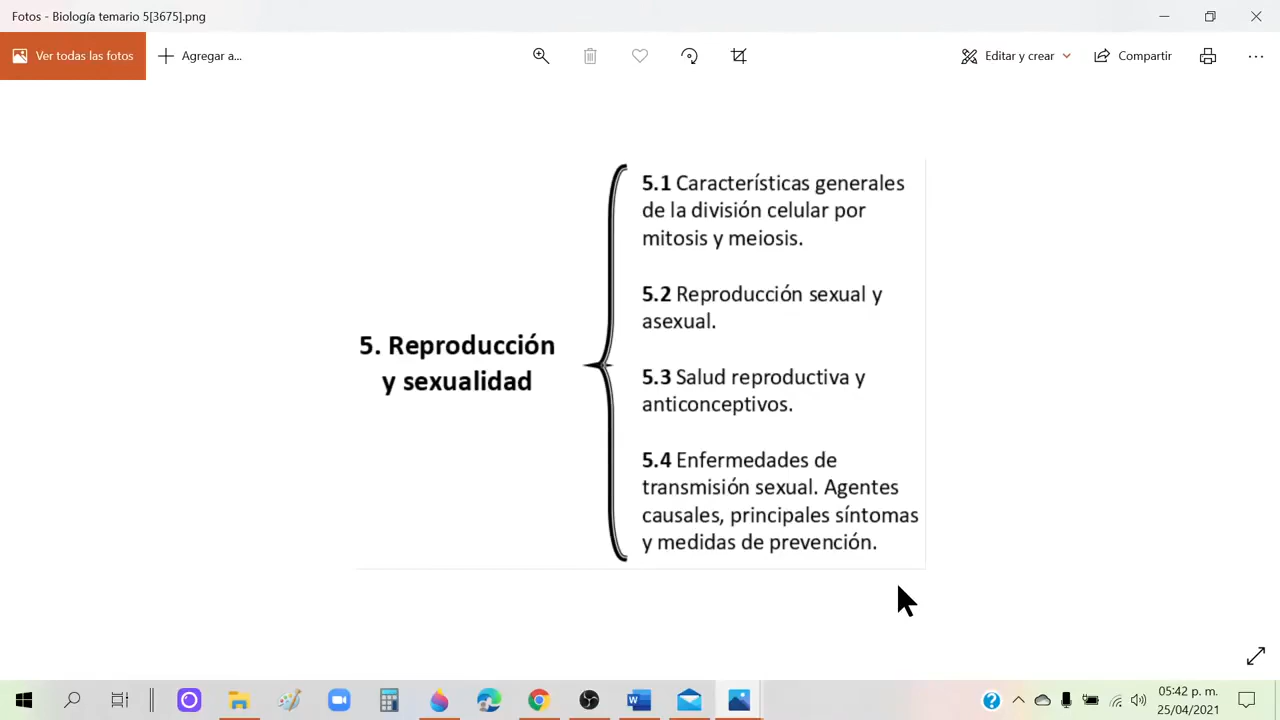 Fotos - Biología temario 5[3675].png
Ver todas las fotos
Agregar a...
Editar y crear
Compartir
5. Reproducción
y sexualidad
5.1 Características generales
de la división celular por
mitosis y meiosis.
5.2 Reproducción sexual y
asexual.
5.3 Salud reproductiva y
anticonceptivos.
5.4 Enfermedades de
transmisión sexual. Agentes
causales, principales síntomas
y medidas de prevención.
05:42 p. m.
25/04/2021